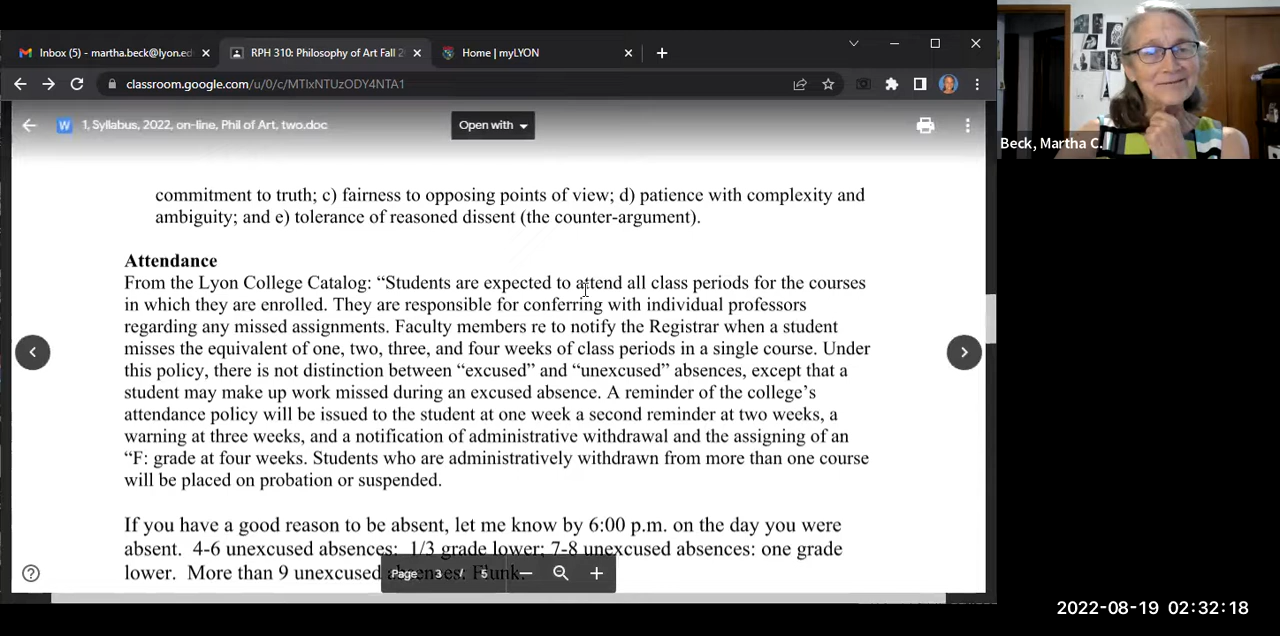 Inbox (5) - martha.beck@lyon.ed
RPH 310: Philosophy of Art Fall 2
Home | myLYON
classroom.google.com/u/0/c/MTIxNTUzODY4NTA1
1, Syllabus, 2022, on-line, Phil of Art, two.doc
Open with
Beck, Martha C.
commitment to truth; c) fairness to opposing points of view; d) patience with complexity and
ambiguity; and e) tolerance of reasoned dissent (the counter-argument).
Attendance
From the Lyon College Catalog: “Students are expected to attend all class periods for the courses
in which they are enrolled. They are responsible for conferring with individual professors
regarding any missed assignments. Faculty members re to notify the Registrar when a student
misses the equivalent of one, two, three, and four weeks of class periods in a single course. Under
this policy, there is not distinction between “excused” and “unexcused” absences, except that a
student may make up work missed during an excused absence. A reminder of the college’s
attendance policy will be issued to the student at one week a second reminder at two weeks, a
warning at three weeks, and a notification of administrative withdrawal and the assigning of an
“F: grade at four weeks. Students who are administratively withdrawn from more than one course
will be placed on probation or suspended.
If you have a good reason to be absent, let me know by 6:00 p.m. on the day you were
absent. 4-6 unexcused absences: 1/3 grade lower; 7-8 unexcused absences: one grade
lower. More than 9 unexcused absences: Flunk.
Page 3 / 5
2022-08-19 02:32:18